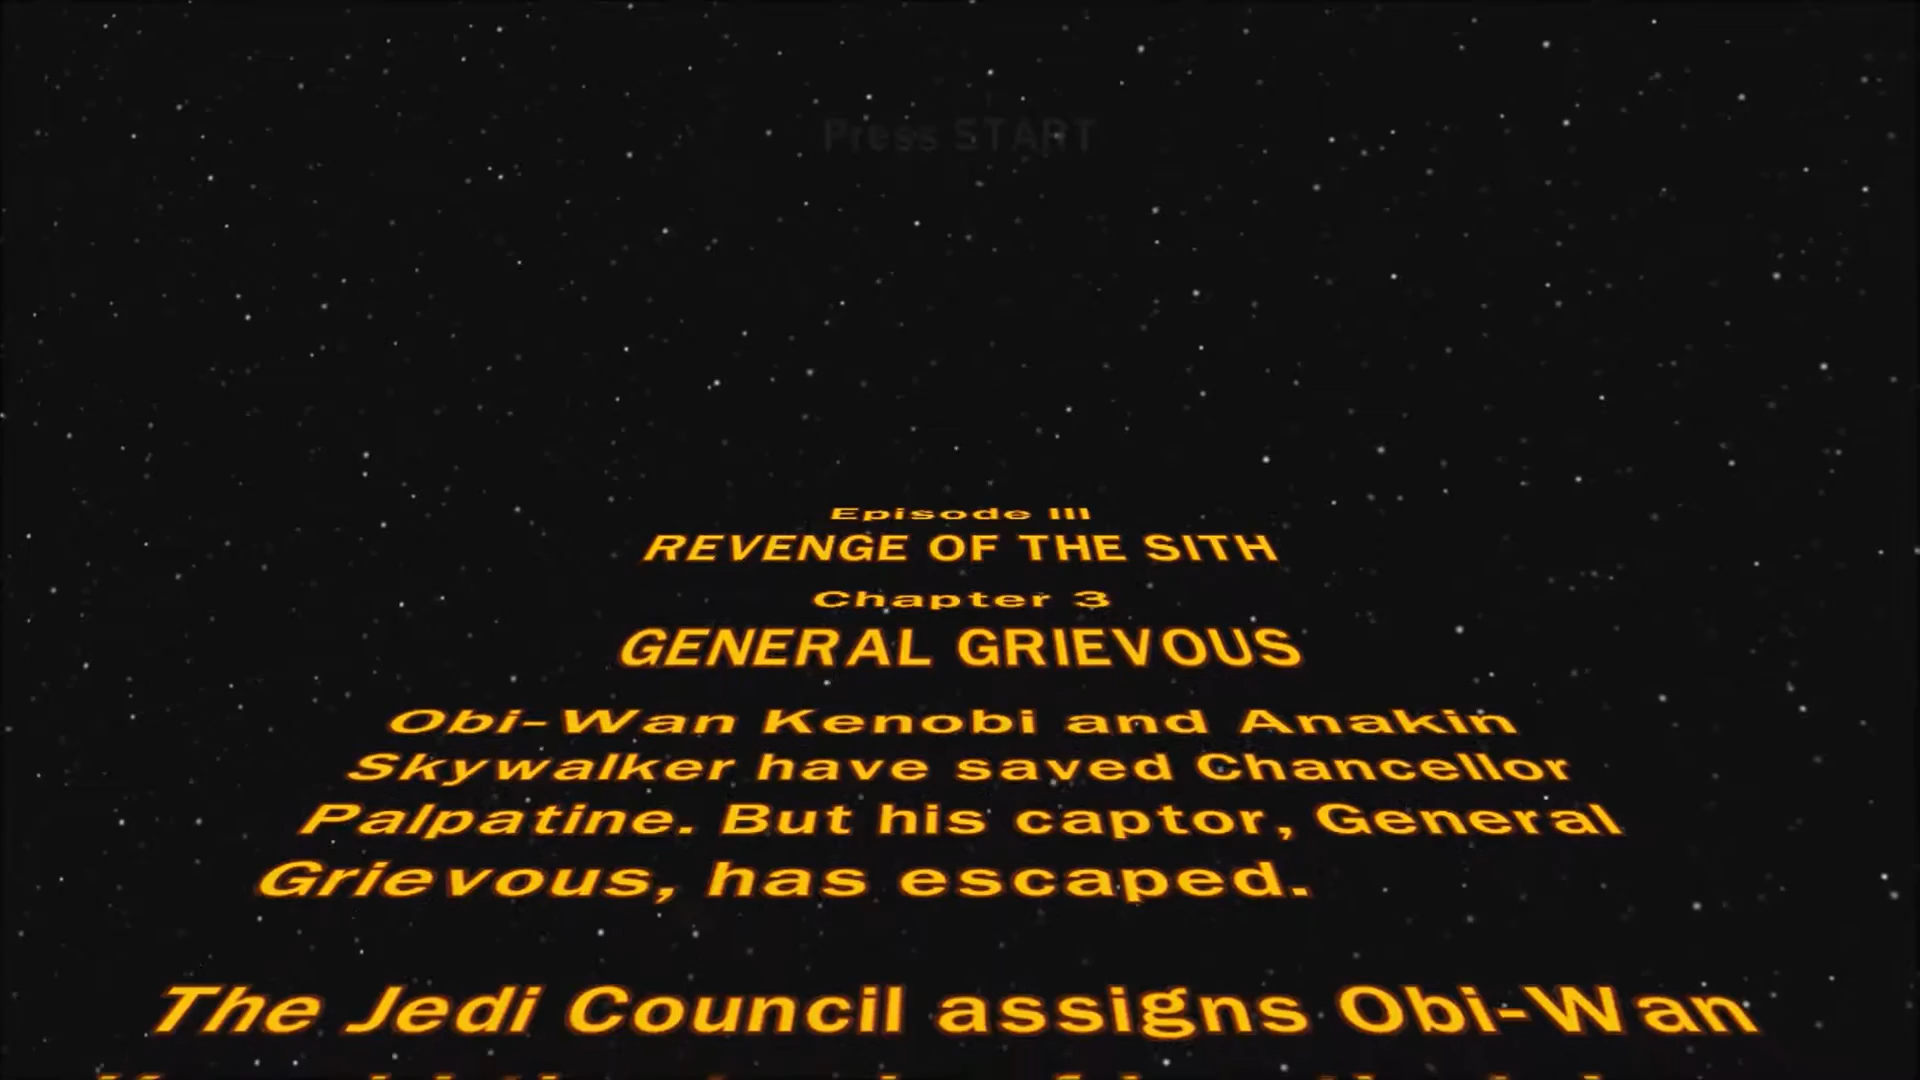 Press START
Episode III
REVENGE OF THE SITH
Chapter 3
GENERAL GRIEVOUS
Obi-Wan Kenobi and Anakin
Skywalker have saved Chancellor
Palpatine. But his captor, General
Grievous, has escaped.
The Jedi Council assigns Obi-Wan